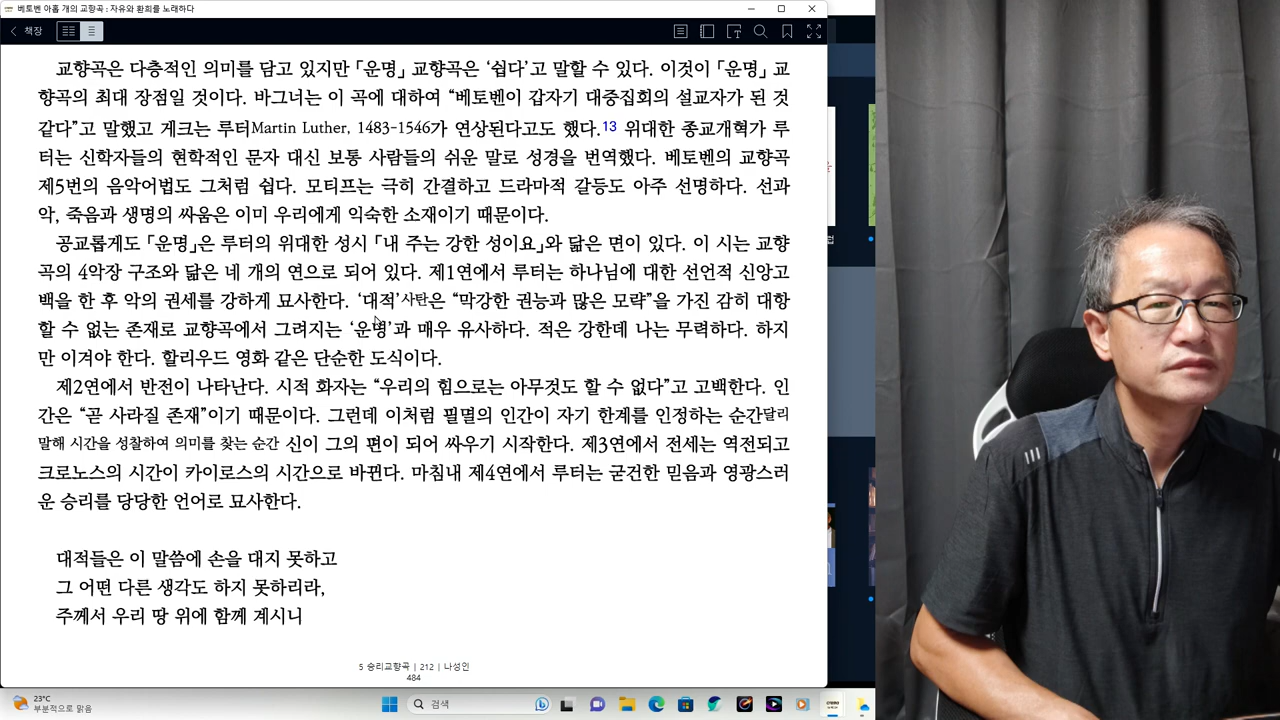 베토벤 아홉 개의 교향곡 : 자유와 환희를 노래하다
책장
교향곡은 다층적인 의미를 담고 있지만 「운명」 교향곡은 ‘쉽다’고 말할 수 있다. 이것이 「운명」 교
향곡의 최대 장점일 것이다. 바그너는 이 곡에 대하여 “베토벤이 갑자기 대중집회의 설교자가 된 것
같다”고 말했고 게크는 루터Martin Luther, 1483-1546가 연상된다고도 했다.13 위대한 종교개혁가 루
터는 신학자들의 현학적인 문자 대신 보통 사람들의 쉬운 말로 성경을 번역했다. 베토벤의 교향곡
제5번의 음악어법도 그처럼 쉽다. 모티프는 극히 간결하고 드라마적 갈등도 아주 선명하다. 선과
악, 죽음과 생명의 싸움은 이미 우리에게 익숙한 소재이기 때문이다.
공교롭게도 「운명」은 루터의 위대한 성시 「내 주는 강한 성이요」와 닮은 면이 있다. 이 시는 교향
곡의 4악장 구조와 닮은 네 개의 연으로 되어 있다. 제1연에서 루터는 하나님에 대한 선언적 신앙고
백을 한 후 악의 권세를 강하게 묘사한다. ‘대적’사탄은 “막강한 권능과 많은 모략”을 가진 감히 대항
할 수 없는 존재로 교향곡에서 그려지는 ‘운명’과 매우 유사하다. 적은 강한데 나는 무력하다. 하지
만 이겨야 한다. 할리우드 영화 같은 단순한 도식이다.
제2연에서 반전이 나타난다. 시적 화자는 “우리의 힘으로는 아무것도 할 수 없다”고 고백한다. 인
간은 “곧 사라질 존재”이기 때문이다. 그런데 이처럼 필멸의 인간이 자기 한계를 인정하는 순간달리
말해 시간을 성찰하여 의미를 찾는 순간 신이 그의 편이 되어 싸우기 시작한다. 제3연에서 전세는 역전되고
크로노스의 시간이 카이로스의 시간으로 바뀐다. 마침내 제4연에서 루터는 굳건한 믿음과 영광스러
운 승리를 당당한 언어로 묘사한다.
대적들은 이 말씀에 손을 대지 못하고
그 어떤 다른 생각도 하지 못하리라,
주께서 우리 땅 위에 함께 계시니
5 승리교향곡 | 212 | 나성인
484
23°C
부분적으로 맑음
검색